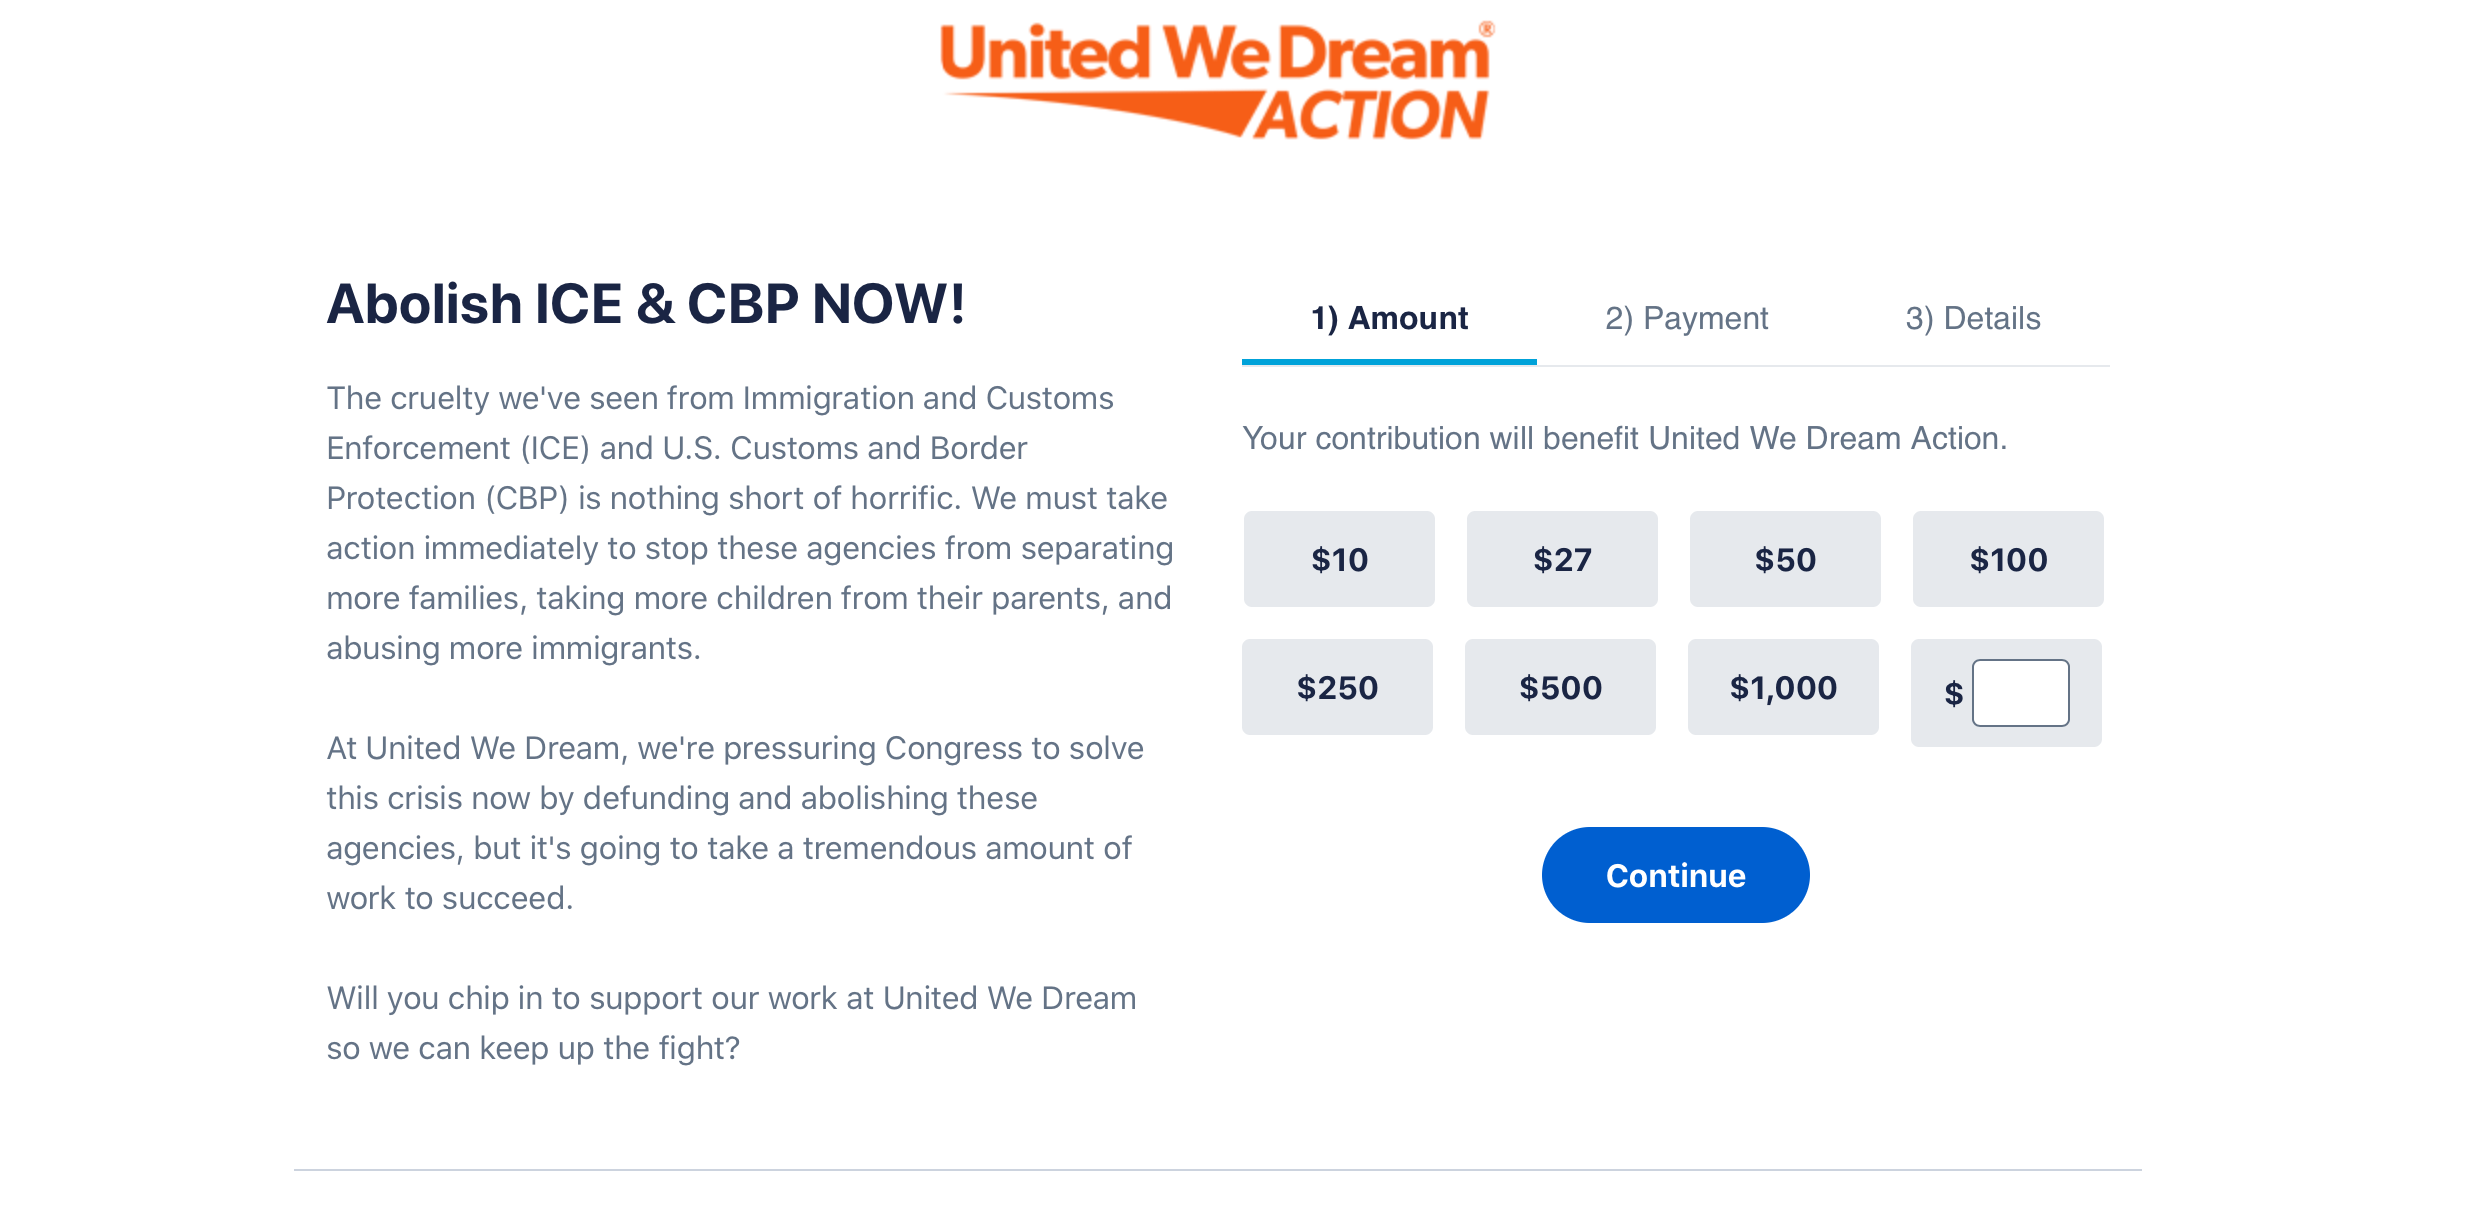 United We Dream®
ACTION
Abolish ICE & CBP NOW!
The cruelty we've seen from Immigration and Customs
Enforcement (ICE) and U.S. Customs and Border
Protection (CBP) is nothing short of horrific. We must take
action immediately to stop these agencies from separating
more families, taking more children from their parents, and
abusing more immigrants.
At United We Dream, we're pressuring Congress to solve
this crisis now by defunding and abolishing these
agencies, but it's going to take a tremendous amount of
work to succeed.
Will you chip in to support our work at United We Dream
so we can keep up the fight?
1) Amount 2) Payment 3) Details
Your contribution will benefit United We Dream Action.
$10 $27 $50 $100
$250 $500 $1,000 $
Continue